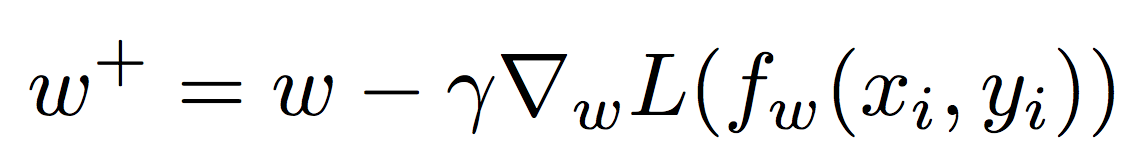 w⁺ = w − γ∇_w L(f_w(x_i, y_i))